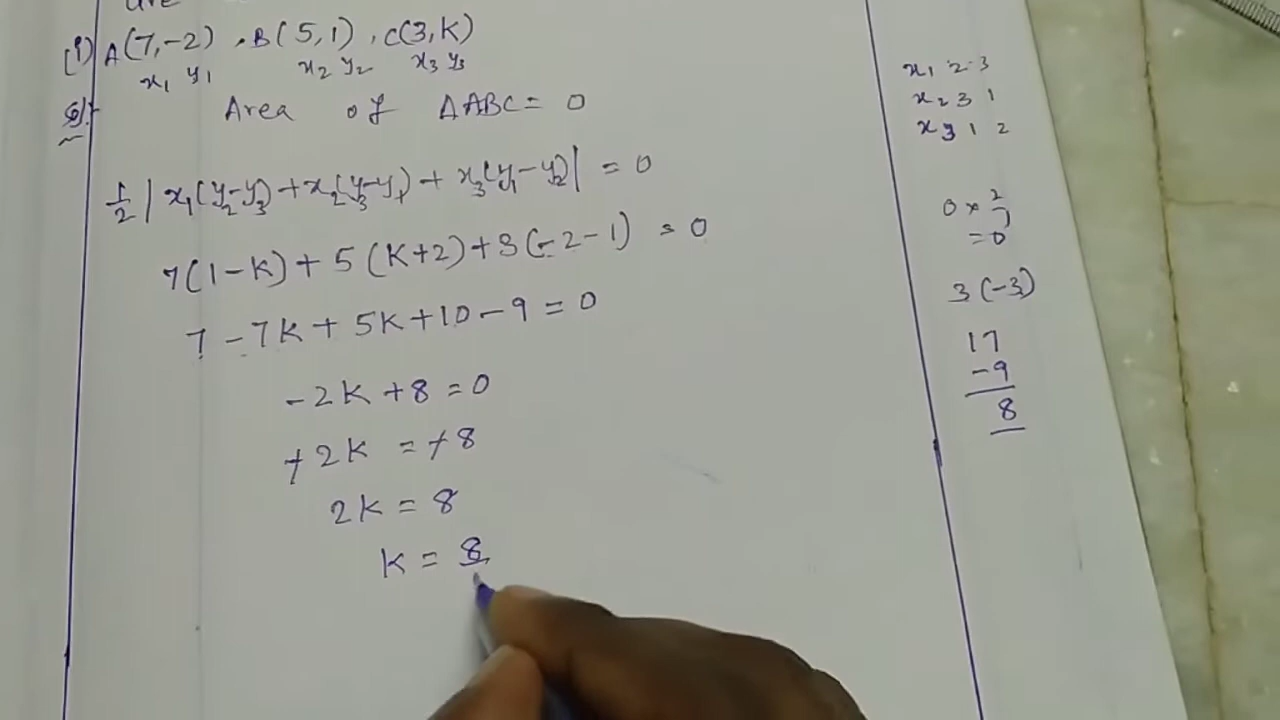 are
(i) A(7,-2) , B(5,1) , C(3,K)
x₁ y₁ x₂ y₂ x₃ y₃
Area of ΔABC = 0
1/2 | x₁(y₂-y₃) + x₂(y₃-y₁) + x₃(y₁-y₂) | = 0
7(1-K) + 5(K+2) + 3(-2-1) = 0
7 - 7K + 5K + 10 - 9 = 0
-2K + 8 = 0
+2K = +8
2K = 8
K = 8
x₁ 2 3
x₂ 3 1
x₃ 1 2
0 × 2/1
= 0
3(-3)
17
-9
8